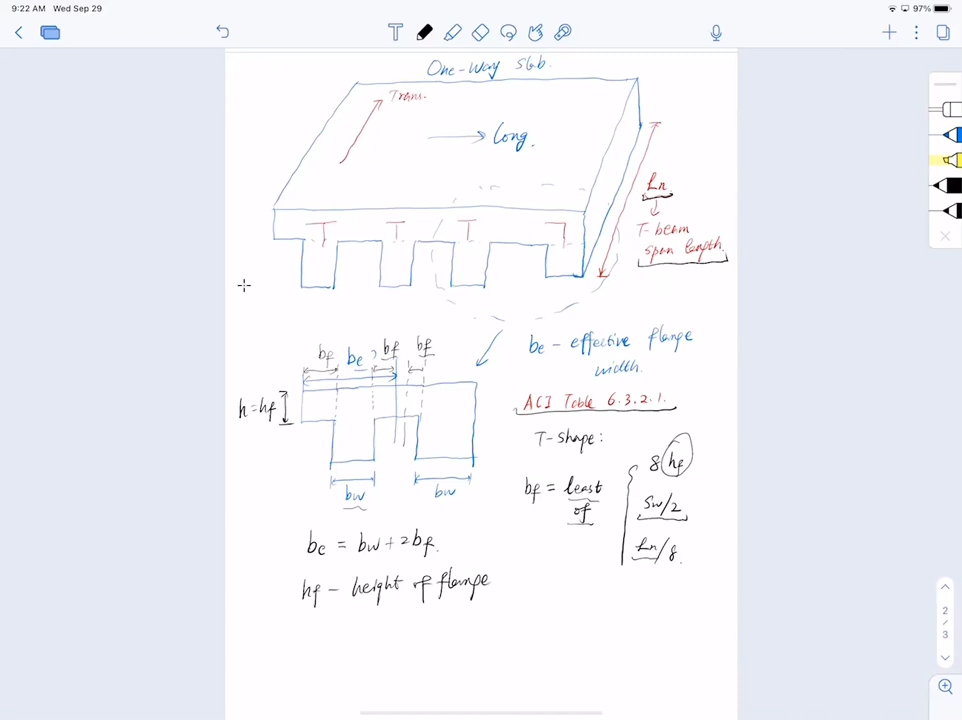 9:22 AM Wed Sep 29
97%
One-Way Slab.
Trans.
Long.
Ln
T-beam
span length.
T T T T
be - effective flange
width.
bf be bf bf
h=hf
bw bw
ACI Table 6.3.2.1.
T-shape:
bf = least
of
8 hf
Sw/2
Ln/8.
be = bw + 2bf.
hf - height of flange
2
/
3